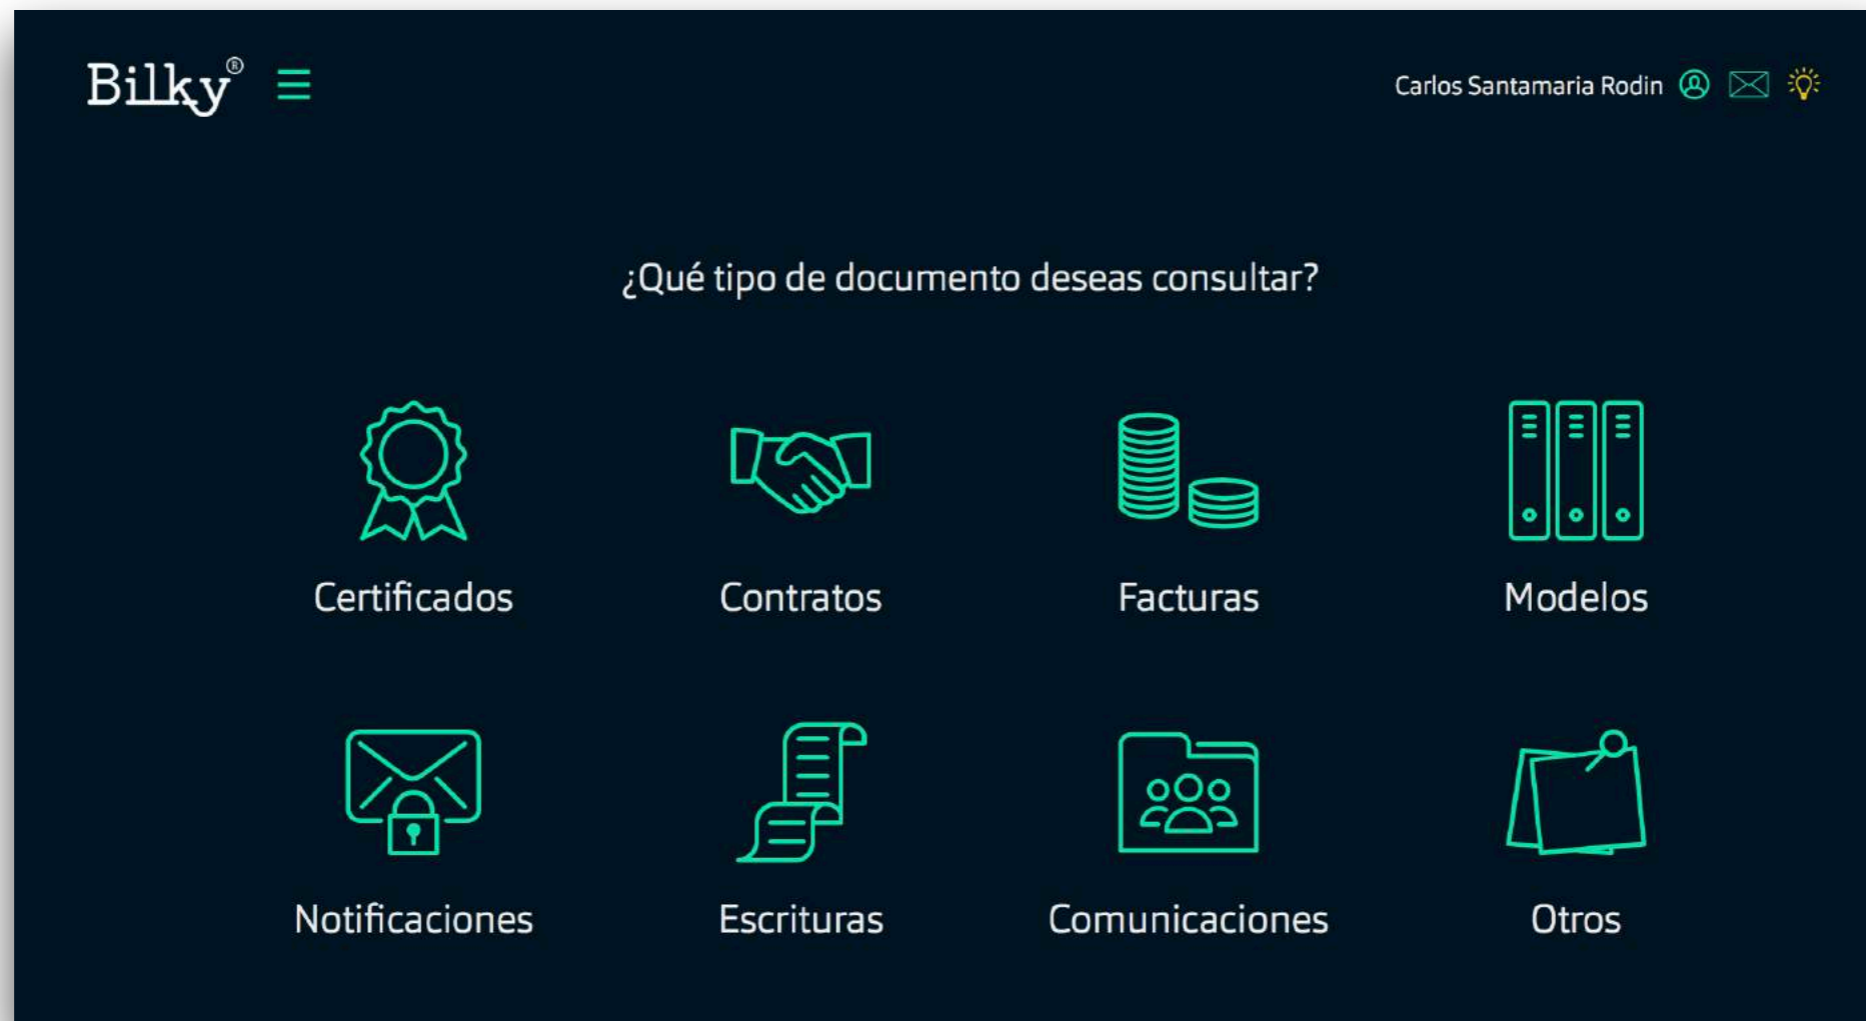 Bilky®
Carlos Santamaria Rodin
¿Qué tipo de documento deseas consultar?
Certificados
Contratos
Facturas
Modelos
Notificaciones
Escrituras
Comunicaciones
Otros